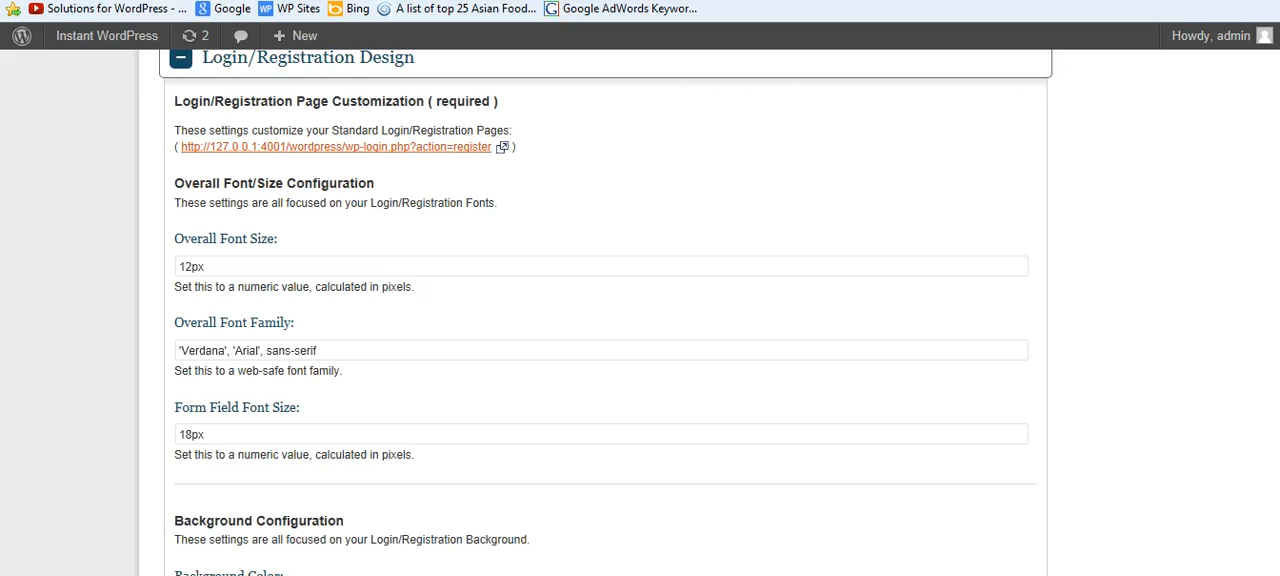 Solutions for WordPress - ... Google WP Sites Bing A list of top 25 Asian Food... Google AdWords Keywor...
Instant WordPress 2 New Howdy, admin
Login/Registration Design
Login/Registration Page Customization ( required )
These settings customize your Standard Login/Registration Pages:
( http://127.0.0.1:4001/wordpress/wp-login.php?action=register )
Overall Font/Size Configuration
These settings are all focused on your Login/Registration Fonts.
Overall Font Size:
12px
Set this to a numeric value, calculated in pixels.
Overall Font Family:
'Verdana', 'Arial', sans-serif
Set this to a web-safe font family.
Form Field Font Size:
18px
Set this to a numeric value, calculated in pixels.
Background Configuration
These settings are all focused on your Login/Registration Background.
Background Color: